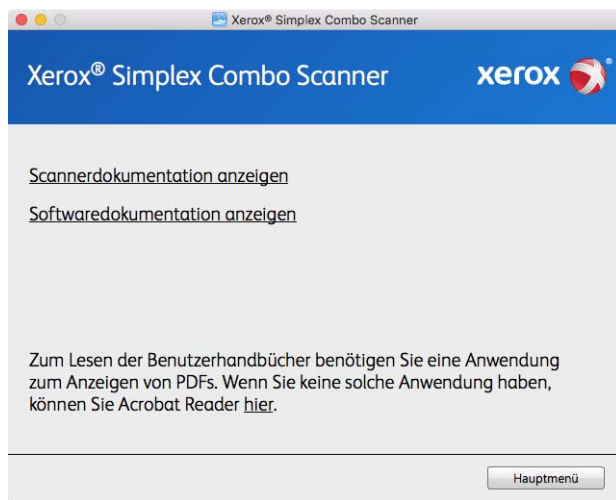 Xerox® Simplex Combo Scanner
Xerox® Simplex Combo Scanner
xerox®
Scannerdokumentation anzeigen
Softwaredokumentation anzeigen
Zum Lesen der Benutzerhandbücher benötigen Sie eine Anwendung
zum Anzeigen von PDFs. Wenn Sie keine solche Anwendung haben,
können Sie Acrobat Reader hier.
Hauptmenü